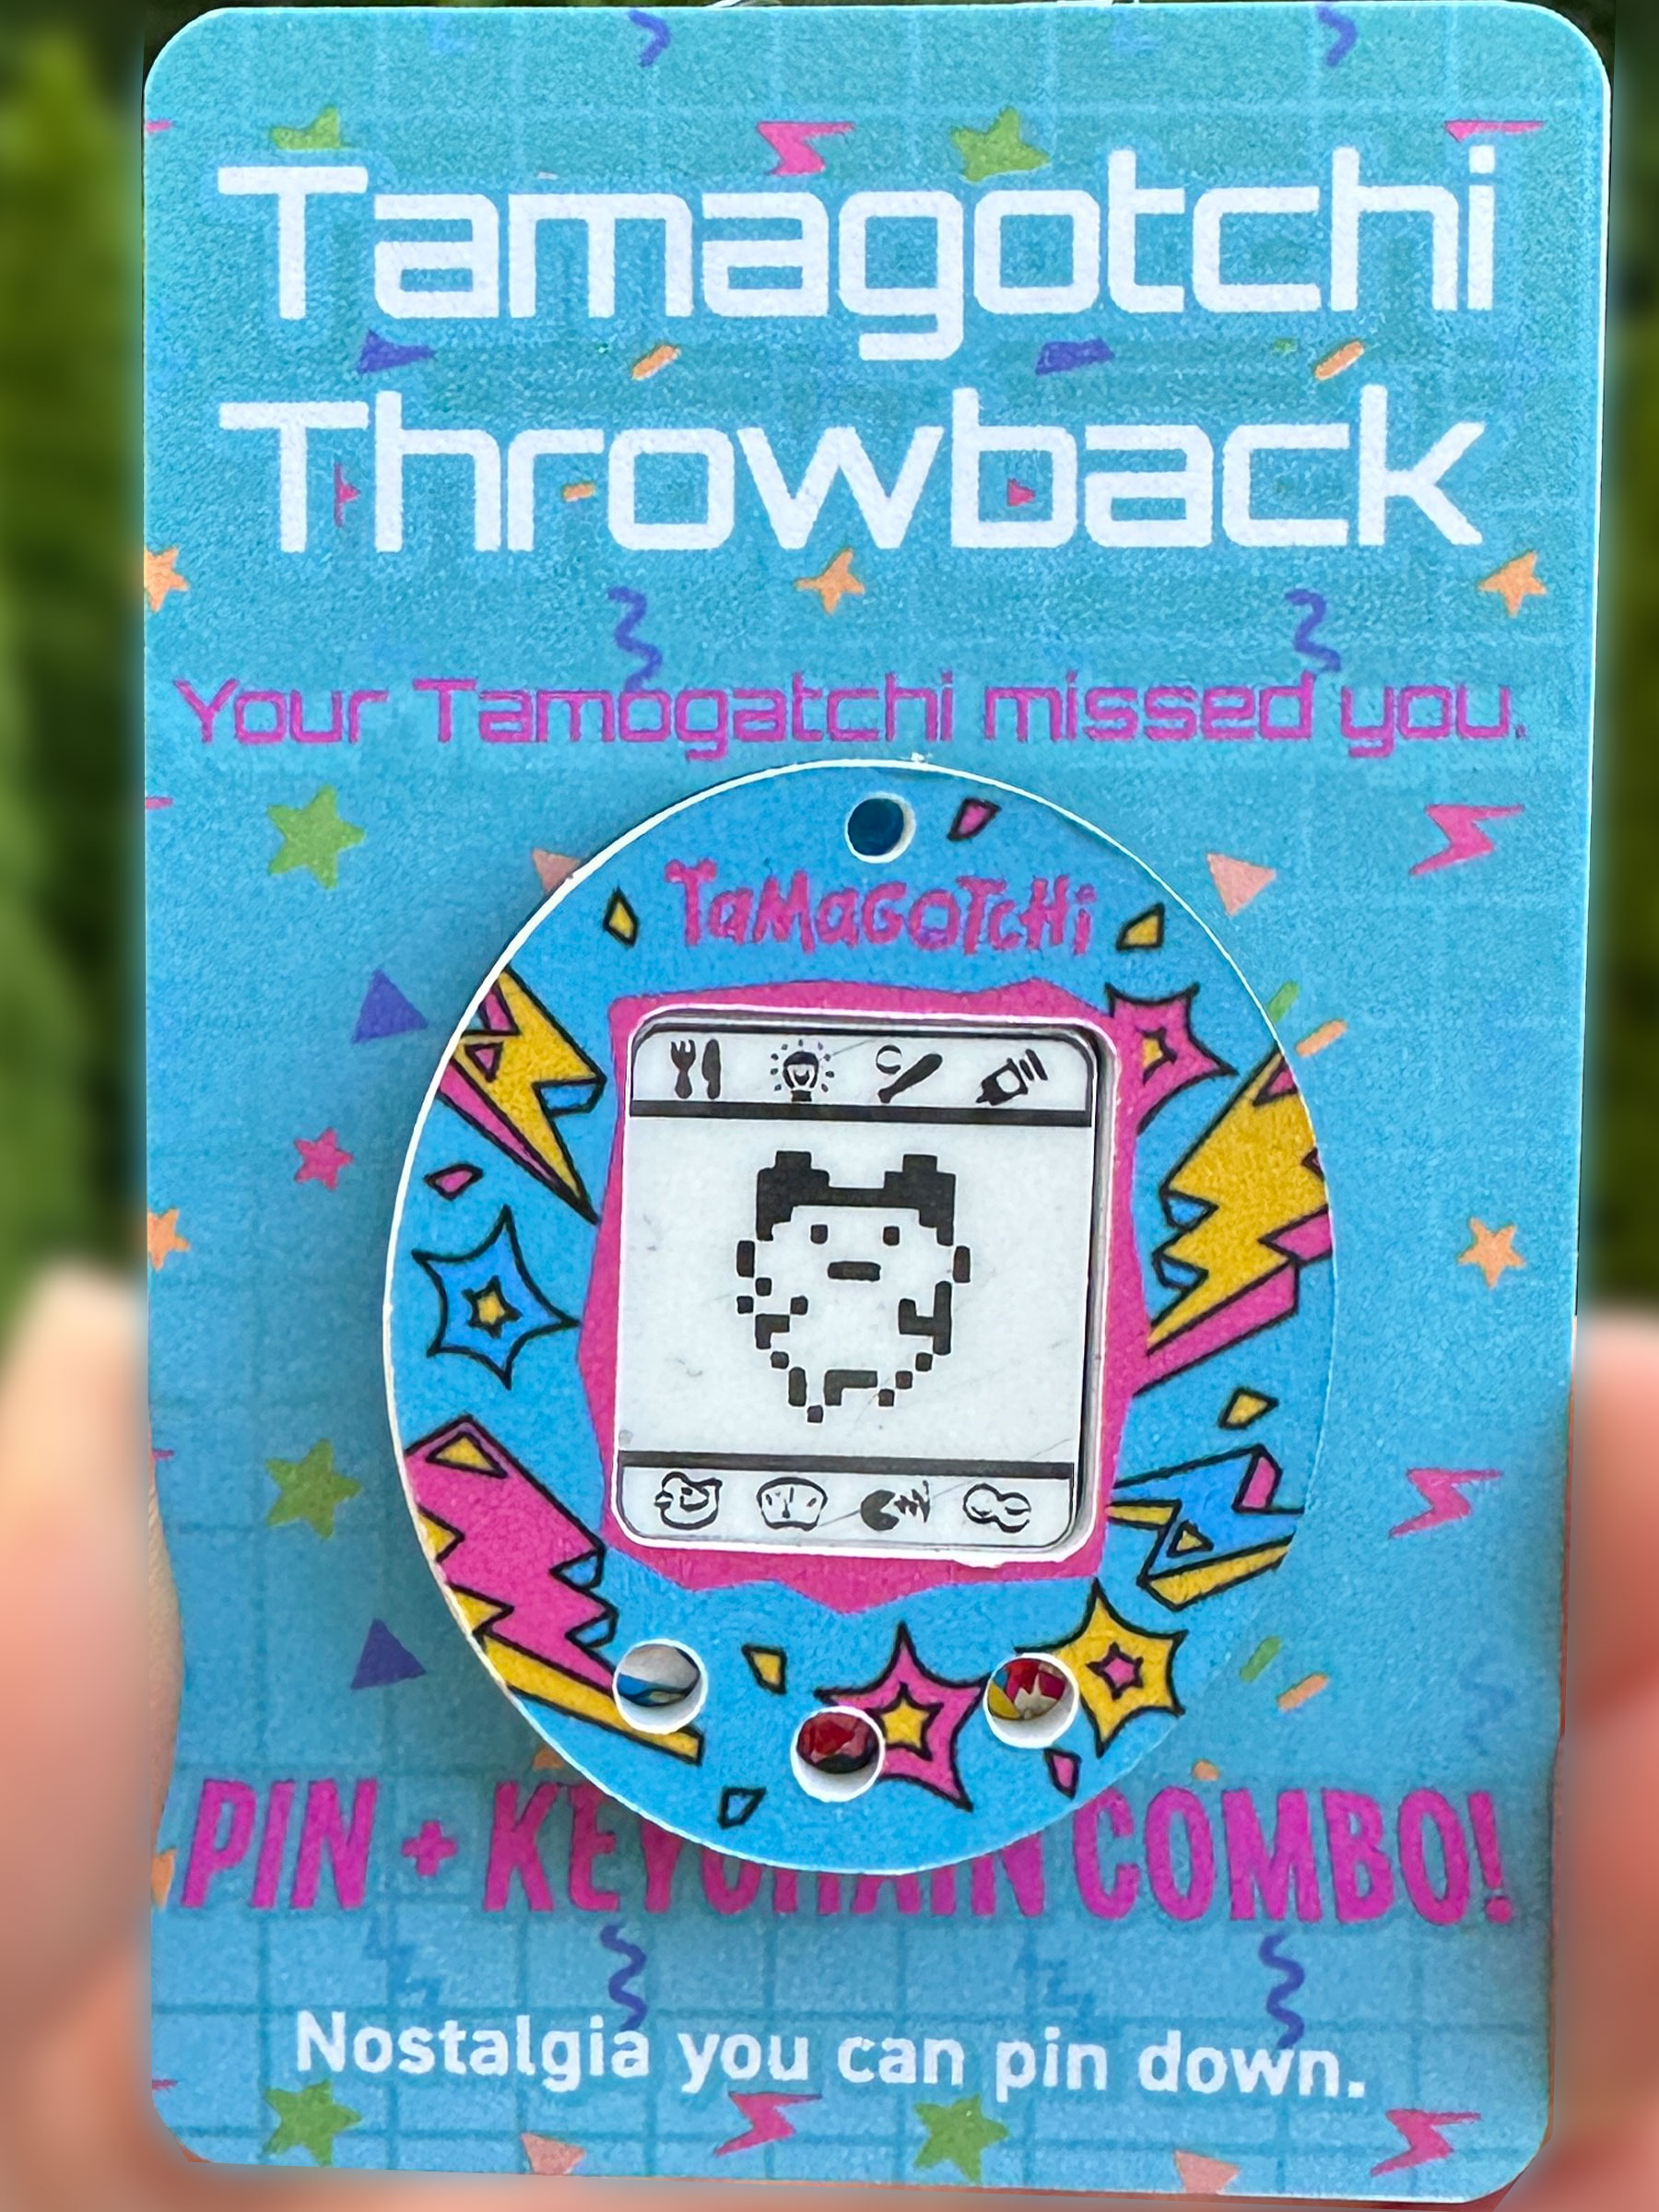 Tamagotchi
Throwback
Your Tamogatchi missed you.
TaMaGoTcHi
PIN + KEYCHAIN COMBO!
Nostalgia you can pin down.